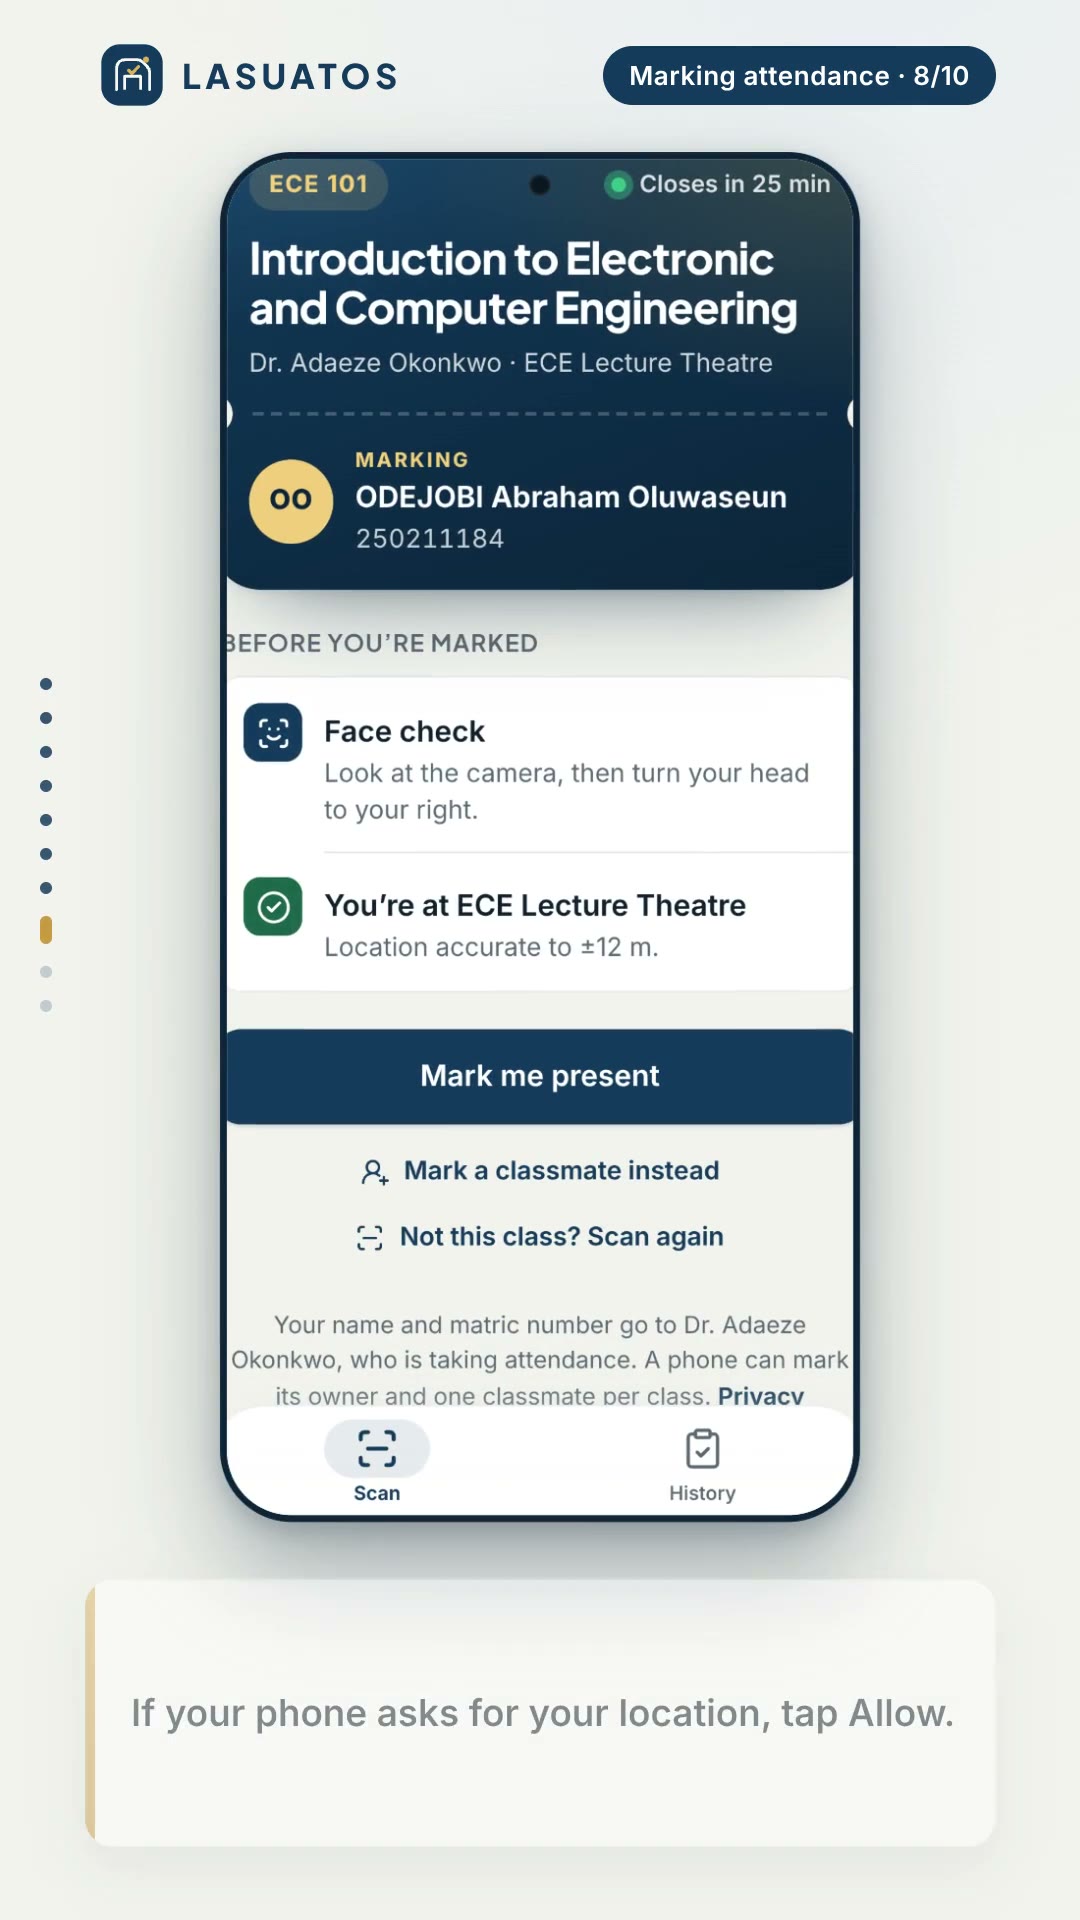 LASUATOS
Marking attendance · 8/10
ECE 101
Closes in 25 min
Introduction to Electronic
and Computer Engineering
Dr. Adaeze Okonkwo · ECE Lecture Theatre
OO
MARKING
ODEJOBI Abraham Oluwaseun
250211184
BEFORE YOU’RE MARKED
Face check
Look at the camera, then turn your head
to your right.
You’re at ECE Lecture Theatre
Location accurate to ±12 m.
Mark me present
Mark a classmate instead
Not this class? Scan again
Your name and matric number go to Dr. Adaeze
Okonkwo, who is taking attendance. A phone can mark
its owner and one classmate per class. Privacy
Scan
History
If your phone asks for your location, tap Allow.